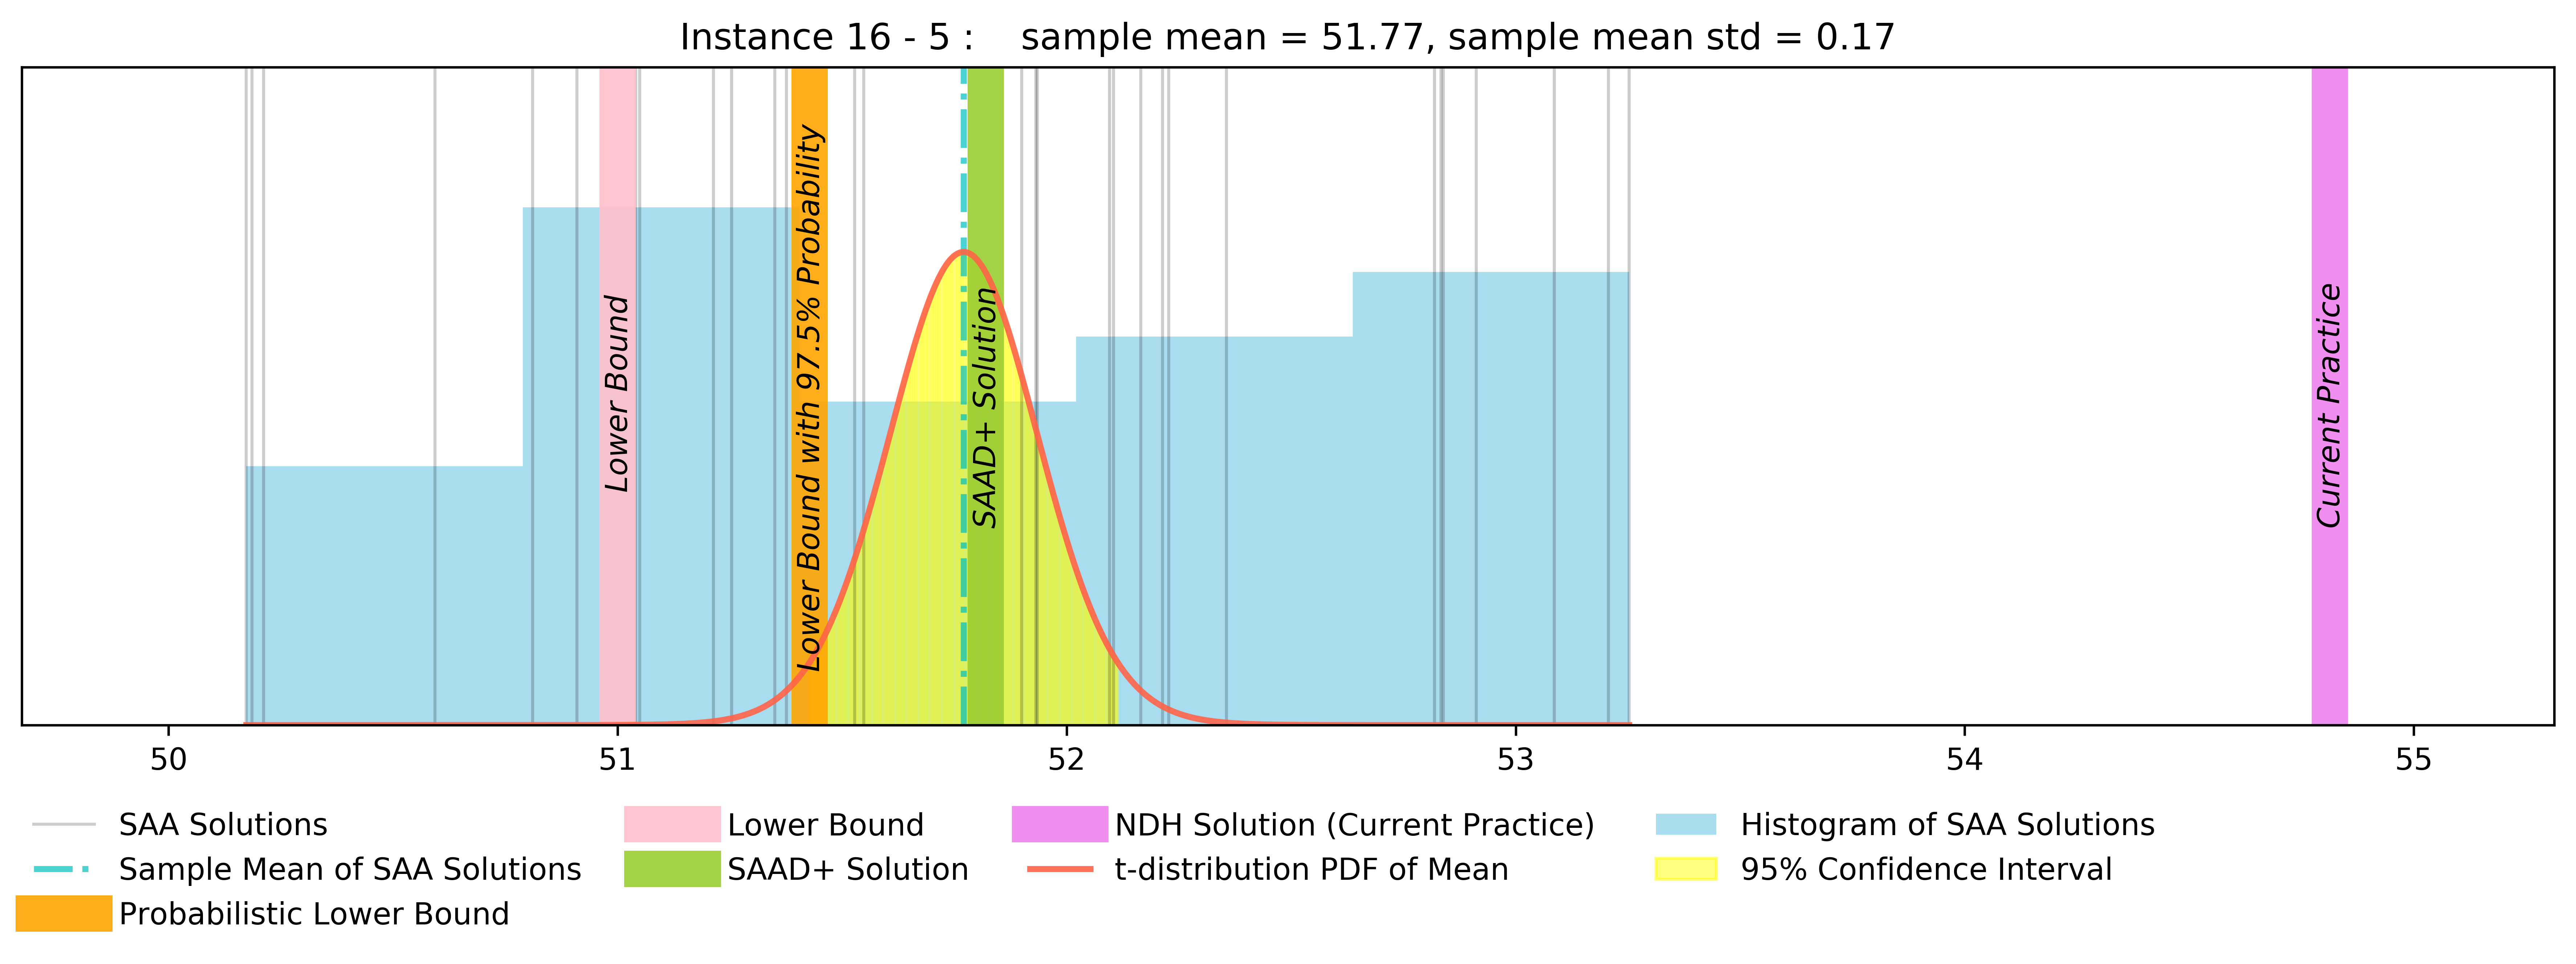 Instance 16 - 5 :    sample mean = 51.77, sample mean std = 0.17
Lower Bound
Lower Bound with 97.5% Probability
SAAD+ Solution
Current Practice
50 51 52 53 54 55
SAA Solutions
Sample Mean of SAA Solutions
Probabilistic Lower Bound
Lower Bound
SAAD+ Solution
NDH Solution (Current Practice)
t-distribution PDF of Mean
Histogram of SAA Solutions
95% Confidence Interval